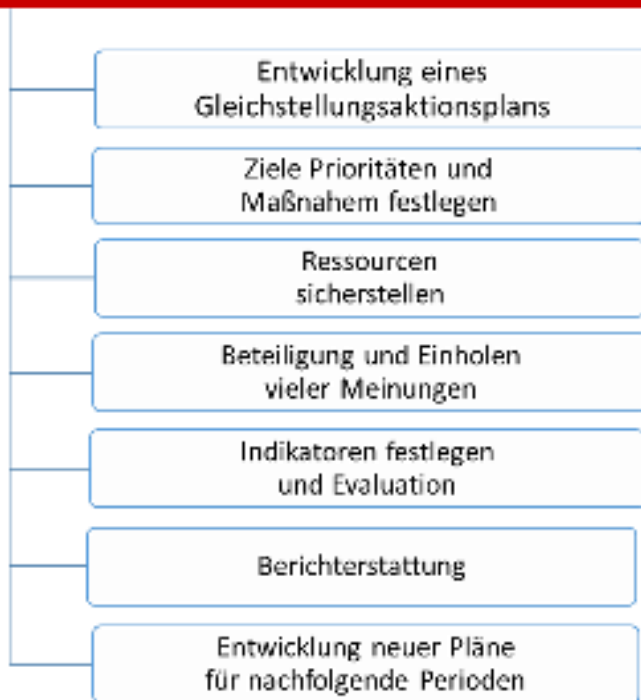 Entwicklung eines
Gleichstellungsaktionsplans
Ziele Prioritäten und
Maßnahem festlegen
Ressourcen
sicherstellen
Beteiligung und Einholen
vieler Meinungen
Indikatoren festlegen
und Evaluation
Berichterstattung
Entwicklung neuer Pläne
für nachfolgende Perioden